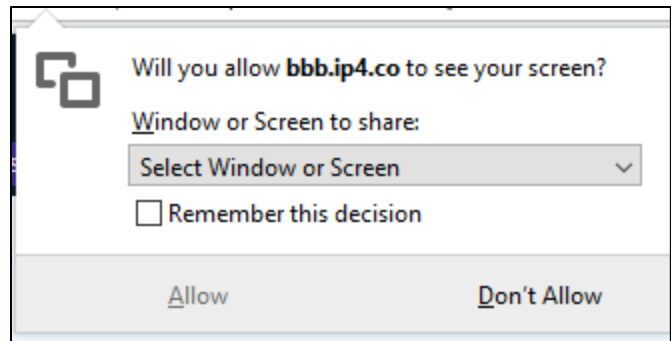 Will you allow bbb.ip4.co to see your screen?
Window or Screen to share:
Select Window or Screen
Remember this decision
Allow
Don't Allow